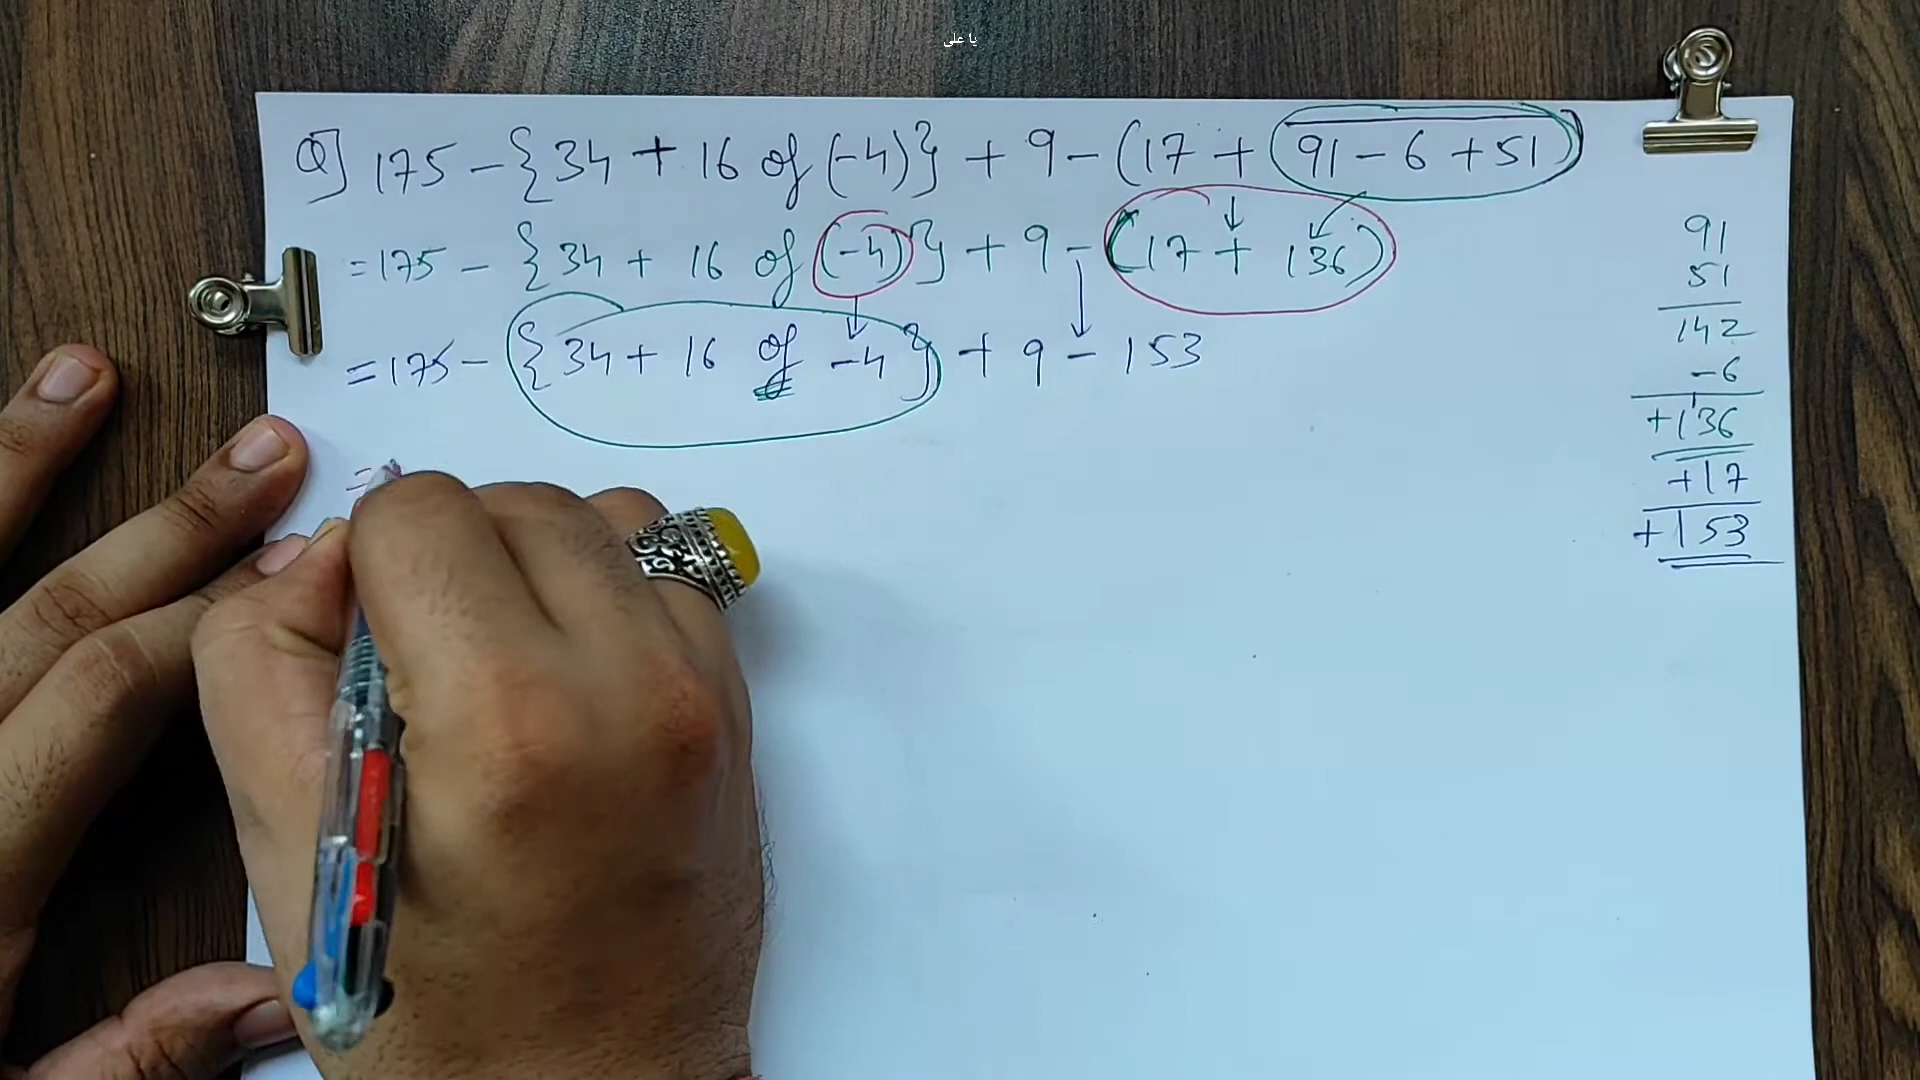 يا علی
Q] 175 - {34 + 16 of (-4)} + 9 - (17 + 91 - 6 + 51)
= 175 - {34 + 16 of (-4)} + 9 - (17 + 136)
= 175 - {34 + 16 of -4} + 9 - 153
=
91
51
142
-6
+136
+17
+153